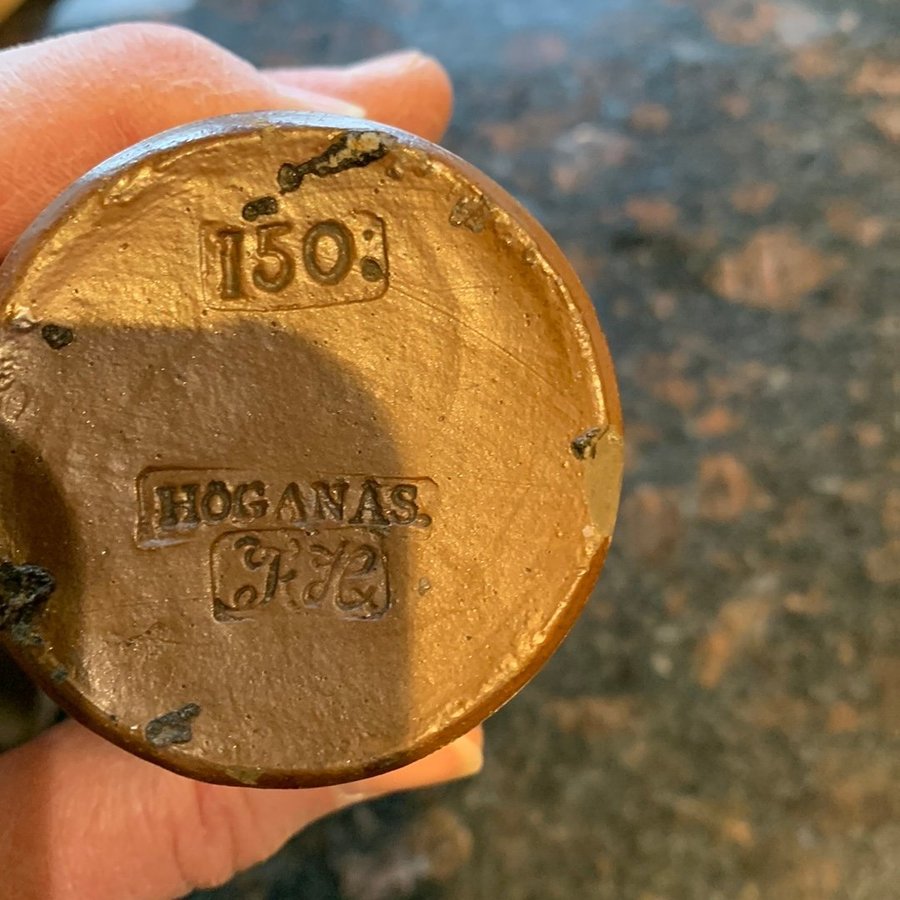 150.
HÖGANÄS.
F H